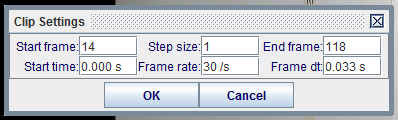 Clip Settings
Start frame: 14 Step size: 1 End frame: 118
Start time: 0.000 s Frame rate: 30 /s Frame dt: 0.033 s
OK Cancel